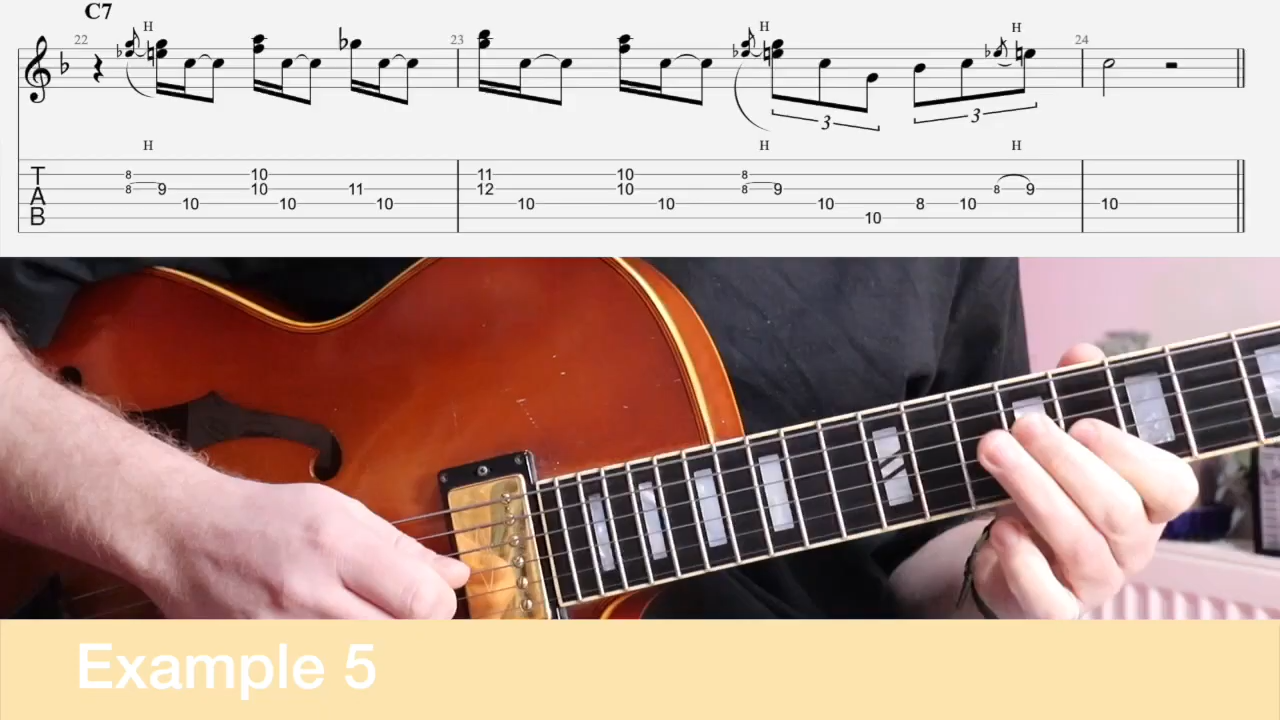 C7
H H H
22 23 24
3 3
H H H
T 8 10 11 10 8
A 8 9 10 11 12 10 8 9 8 9
10 10 10 10 10 10 8 10 10
B 10
Example 5